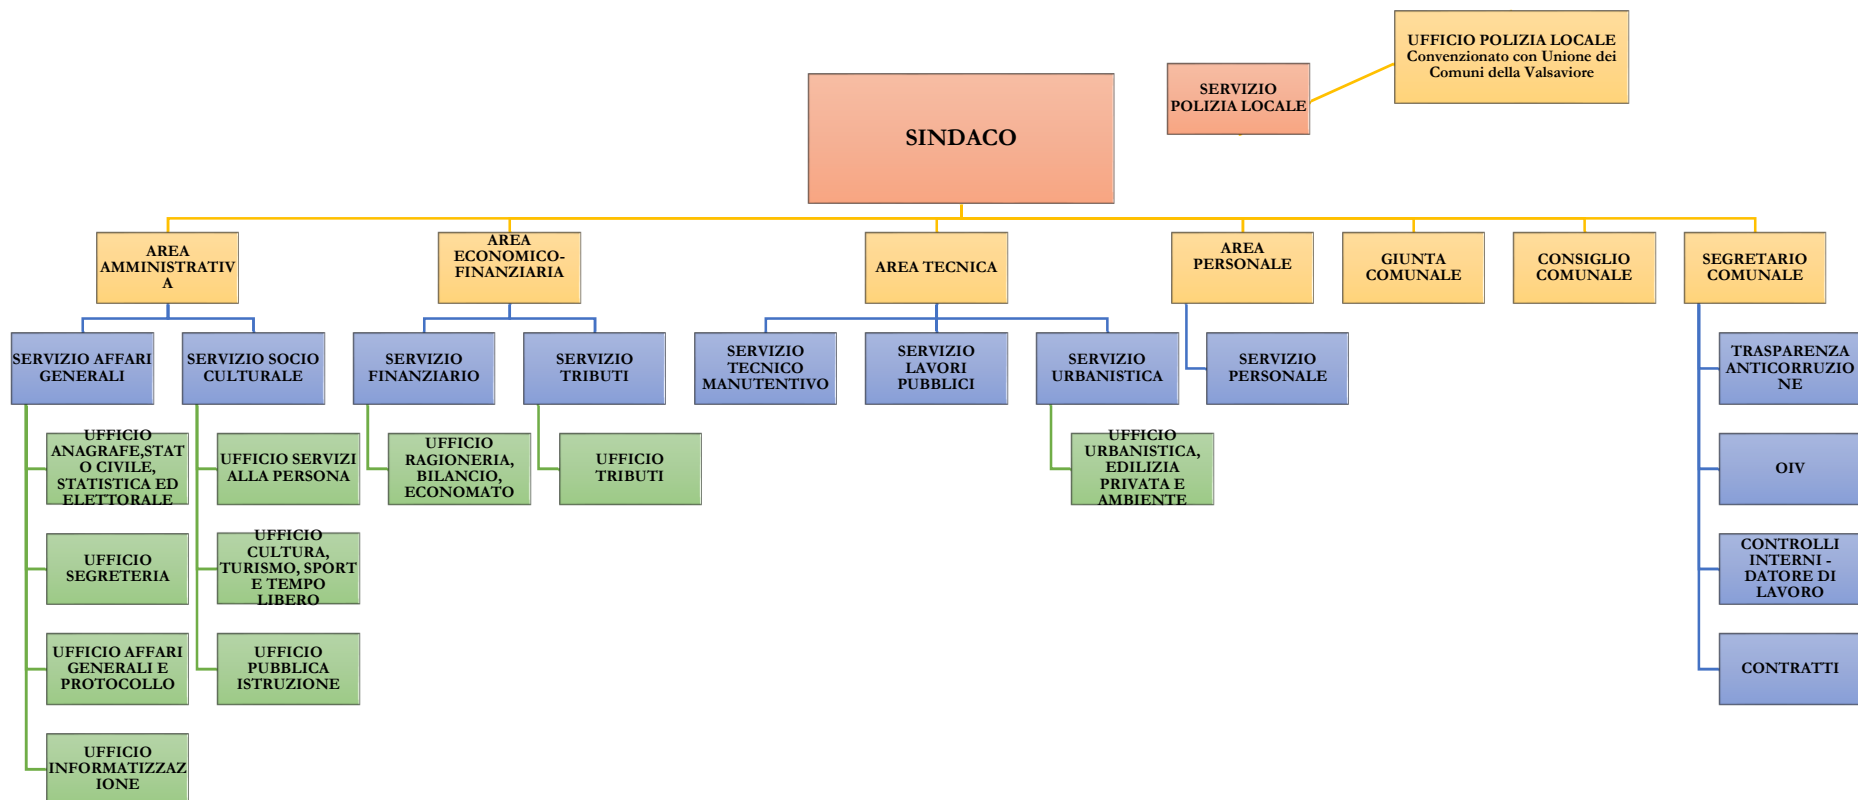 UFFICIO POLIZIA LOCALE
Convenzionato con Unione dei
Comuni della Valsaviore
SERVIZIO
POLIZIA LOCALE
SINDACO
AREA
AMMINISTRATIV
A
AREA
ECONOMICO-
FINANZIARIA
AREA TECNICA
AREA
PERSONALE
GIUNTA
COMUNALE
CONSIGLIO
COMUNALE
SEGRETARIO
COMUNALE
SERVIZIO AFFARI
GENERALI
SERVIZIO SOCIO
CULTURALE
SERVIZIO
FINANZIARIO
SERVIZIO
TRIBUTI
SERVIZIO
TECNICO
MANUTENTIVO
SERVIZIO
LAVORI
PUBBLICI
SERVIZIO
URBANISTICA
SERVIZIO
PERSONALE
TRASPARENZA
ANTICORRUZIO
NE
UFFICIO
ANAGRAFE,STAT
O CIVILE,
STATISTICA ED
ELETTORALE
UFFICIO SERVIZI
ALLA PERSONA
UFFICIO
RAGIONERIA,
BILANCIO,
ECONOMATO
UFFICIO
TRIBUTI
UFFICIO
URBANISTICA,
EDILIZIA
PRIVATA E
AMBIENTE
OIV
UFFICIO
SEGRETERIA
UFFICIO
CULTURA,
TURISMO, SPORT
E TEMPO
LIBERO
CONTROLLI
INTERNI -
DATORE DI
LAVORO
UFFICIO AFFARI
GENERALI E
PROTOCOLLO
UFFICIO
PUBBLICA
ISTRUZIONE
CONTRATTI
UFFICIO
INFORMATIZZAZ
IONE